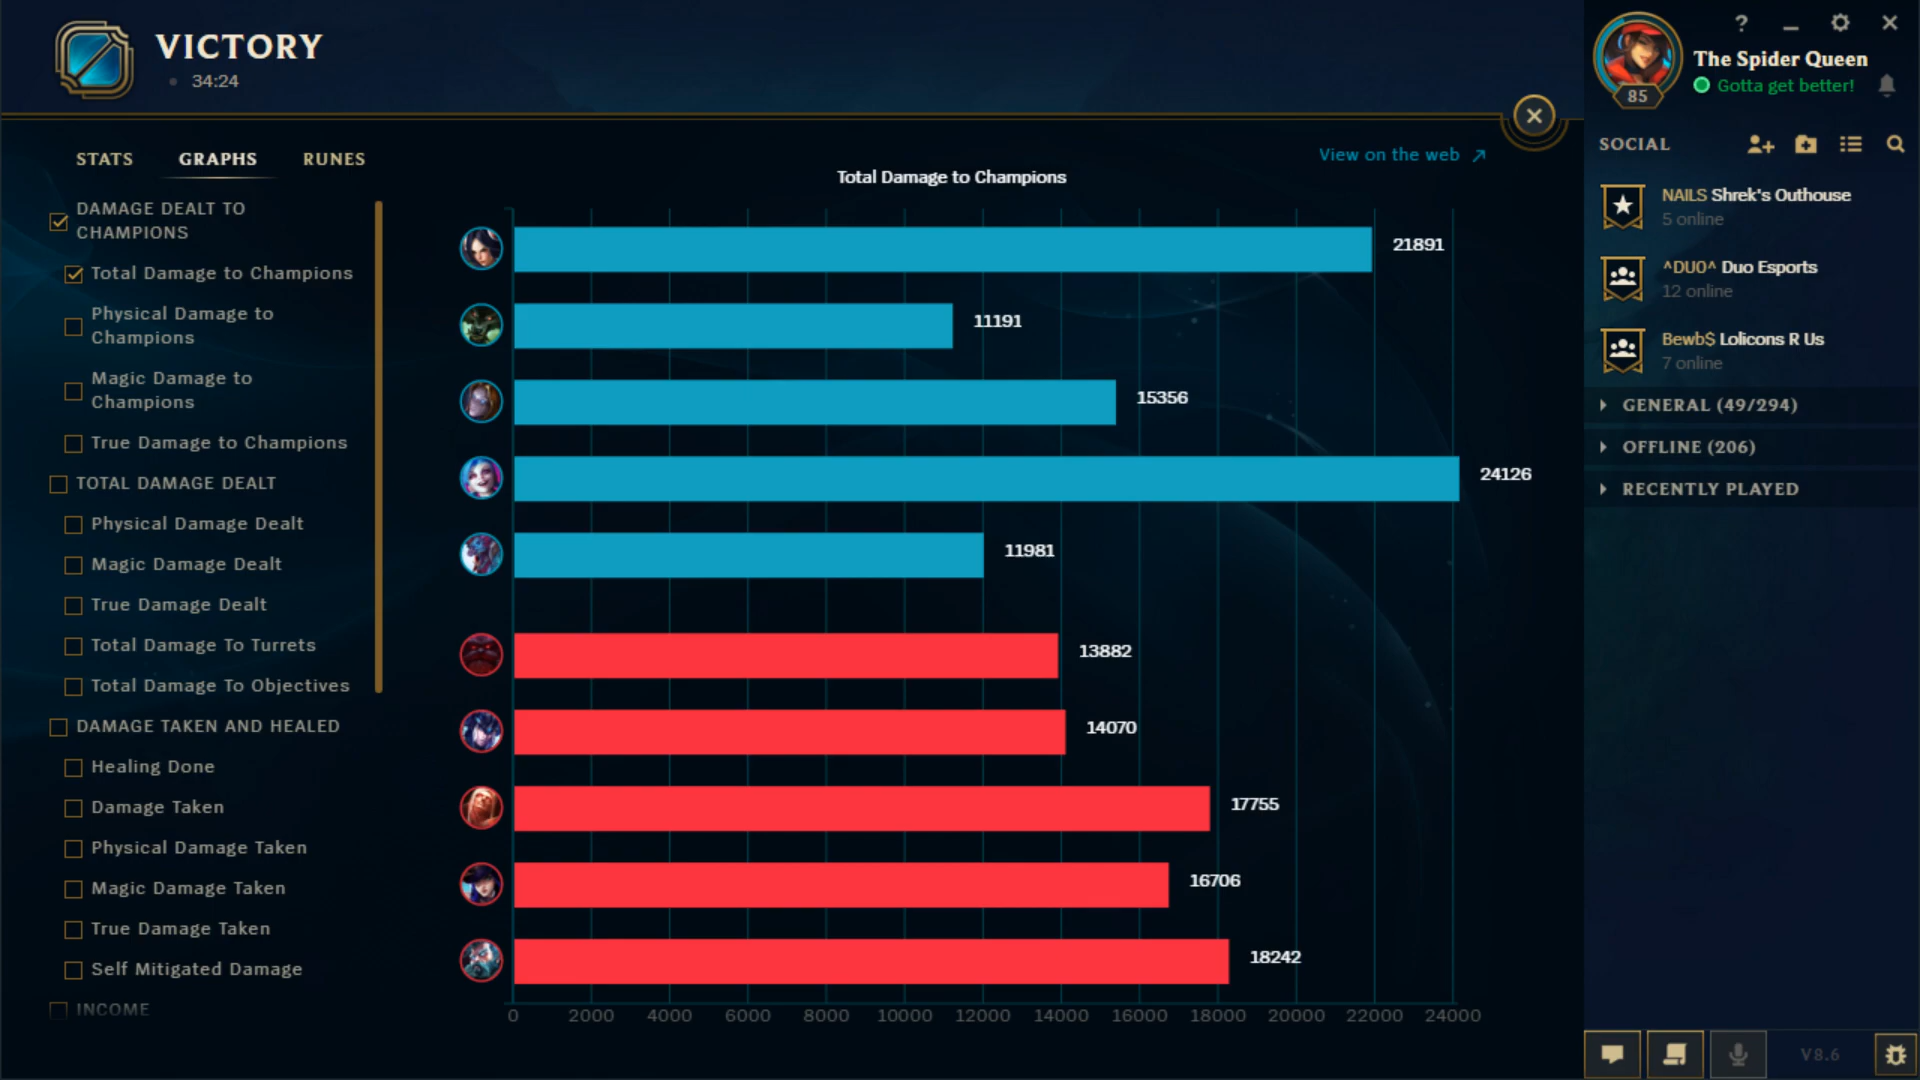 VICTORY
34:24
STATS
GRAPHS
RUNES
DAMAGE DEALT TO
CHAMPIONS
Total Damage to Champions
Physical Damage to
Champions
Magic Damage to
Champions
True Damage to Champions
TOTAL DAMAGE DEALT
Physical Damage Dealt
Magic Damage Dealt
True Damage Dealt
Total Damage To Turrets
Total Damage To Objectives
DAMAGE TAKEN AND HEALED
Healing Done
Damage Taken
Physical Damage Taken
Magic Damage Taken
True Damage Taken
Self Mitigated Damage
INCOME
View on the web
Total Damage to Champions
21891
11191
15356
24126
11981
13882
14070
17755
16706
18242
0 2000 4000 6000 8000 10000 12000 14000 16000 18000 20000 22000 24000
?
The Spider Queen
Gotta get better!
85
SOCIAL
NAILS Shrek's Outhouse
5 online
^DUO^ Duo Esports
12 online
Bewb$ Lolicons R Us
7 online
GENERAL (49/294)
OFFLINE (206)
RECENTLY PLAYED
V8.6